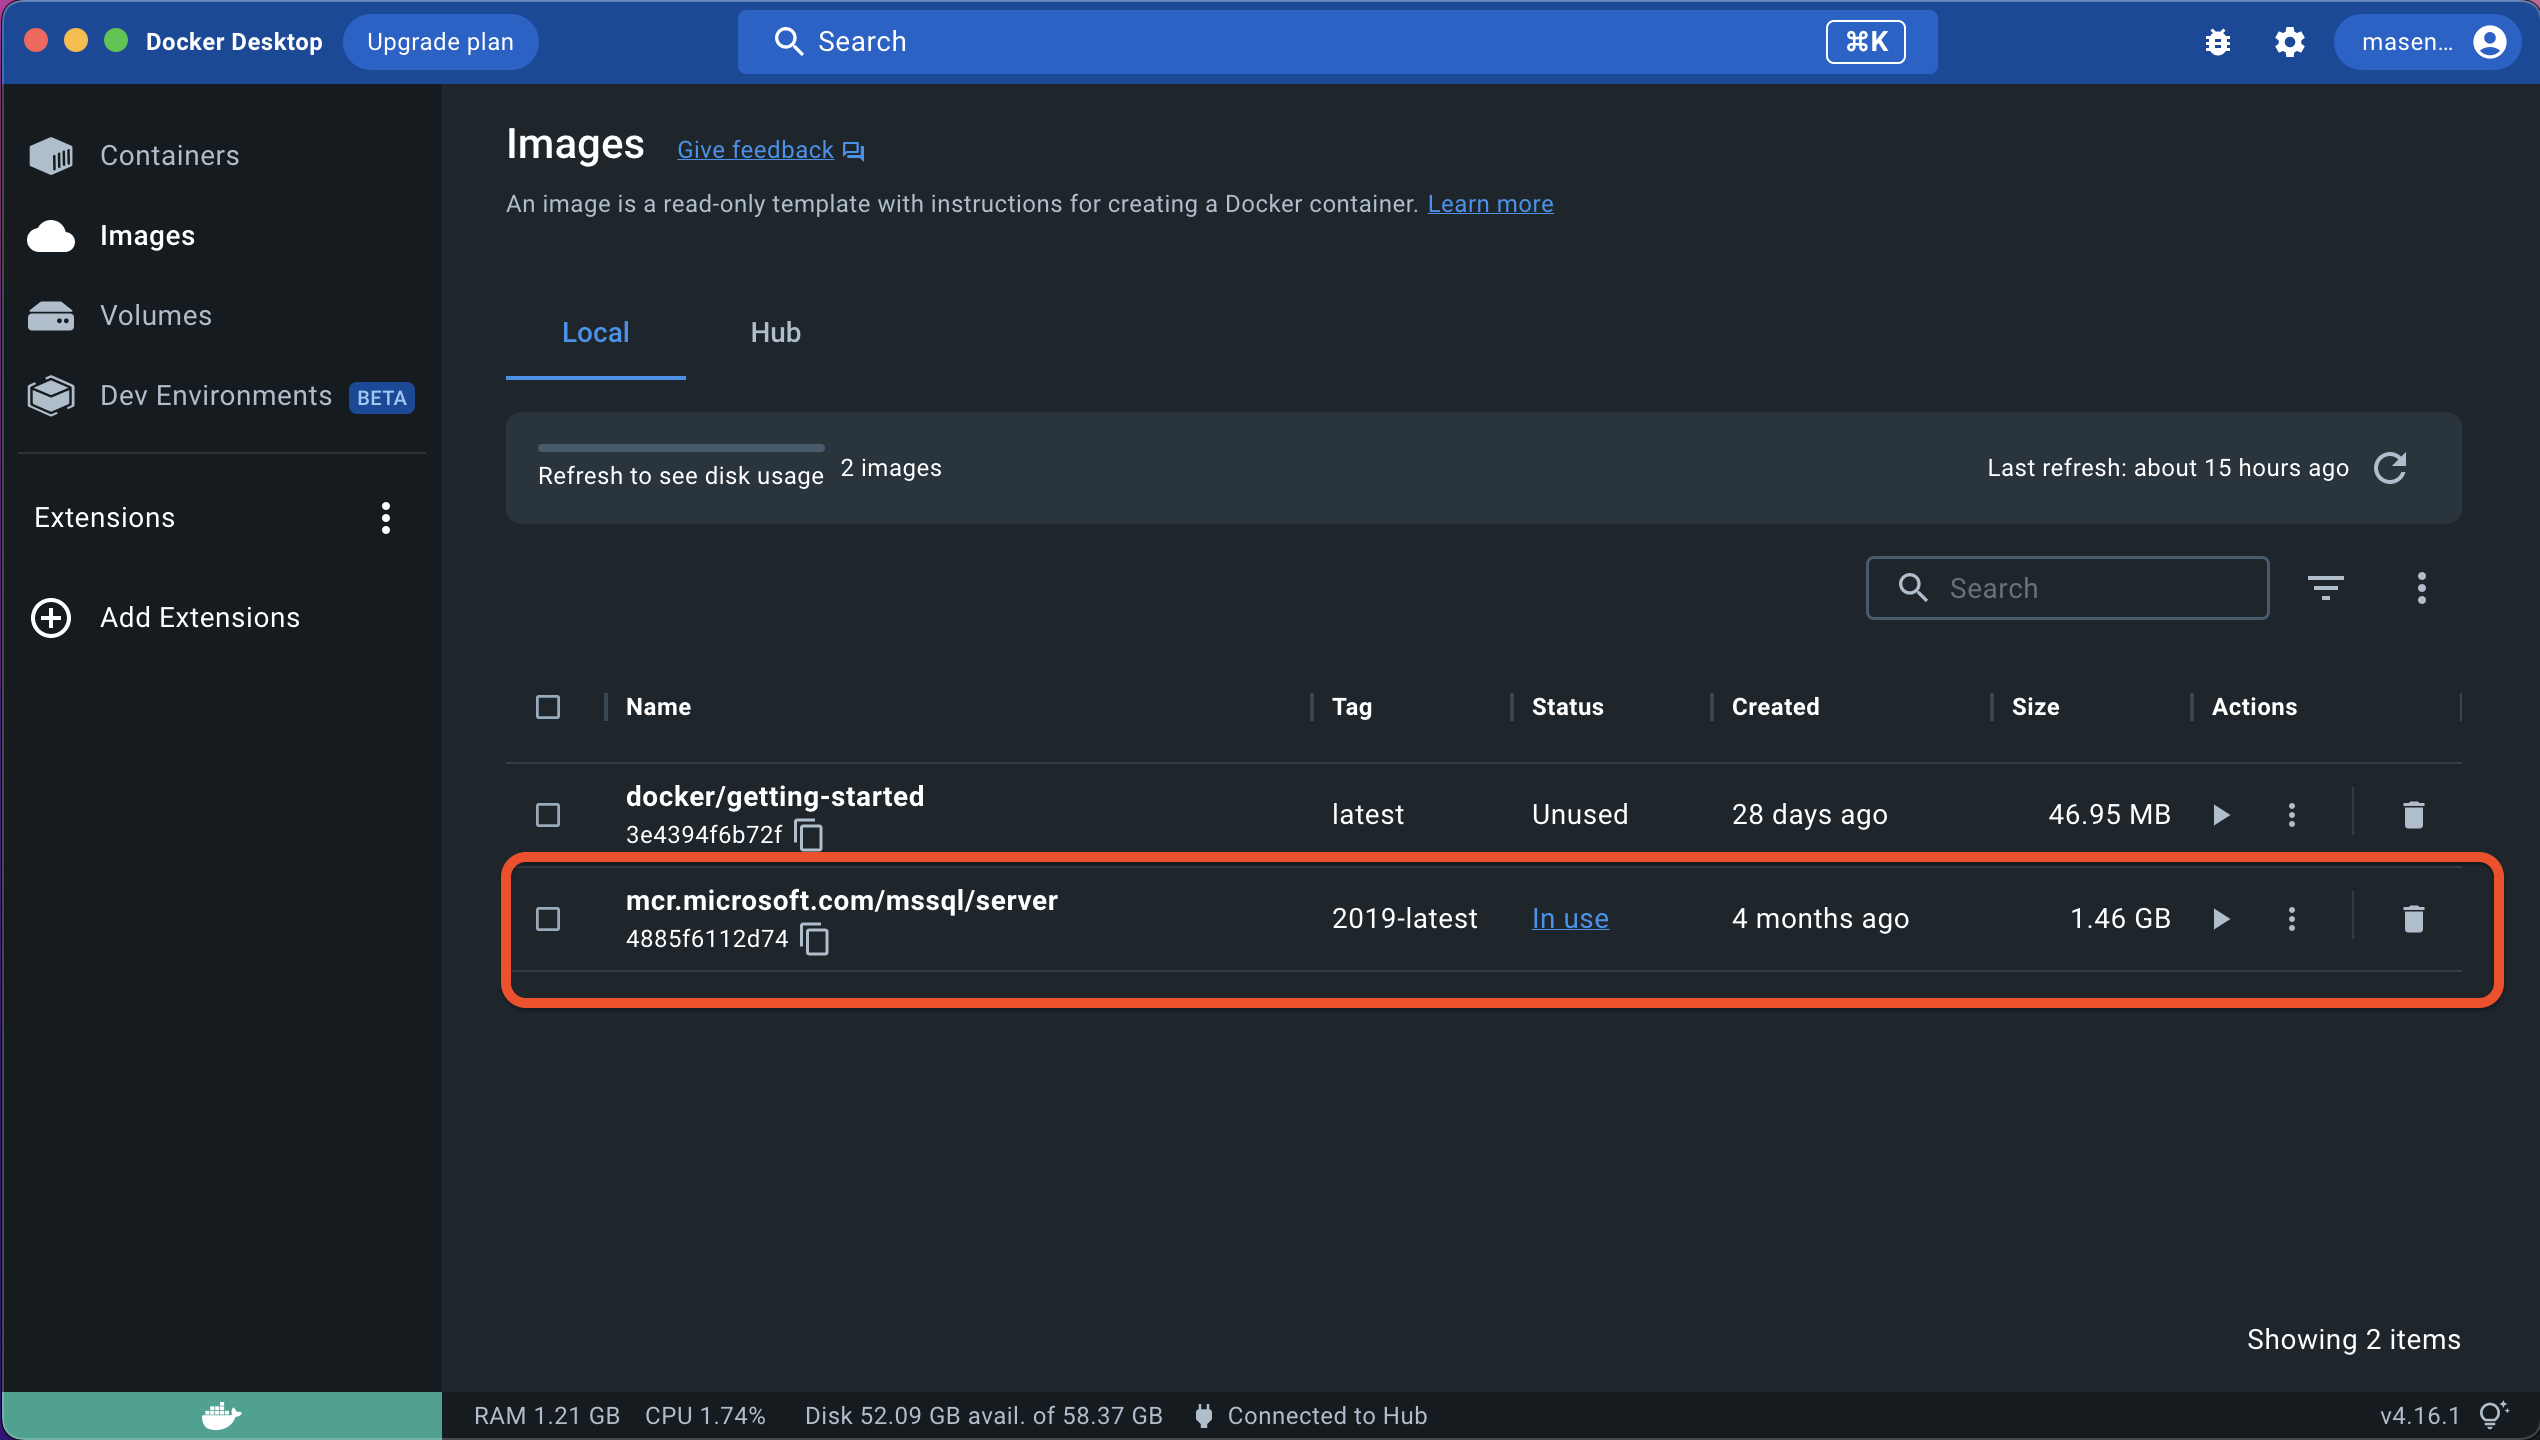 Docker Desktop Upgrade plan Search ⌘K masen...
Containers
Images
Volumes
Dev Environments BETA
Extensions
Add Extensions
Images Give feedback
An image is a read-only template with instructions for creating a Docker container. Learn more
Local Hub
Refresh to see disk usage 2 images Last refresh: about 15 hours ago
Search
Name Tag Status Created Size Actions
docker/getting-started
3e4394f6b72f latest Unused 28 days ago 46.95 MB
mcr.microsoft.com/mssql/server
4885f6112d74 2019-latest In use 4 months ago 1.46 GB
Showing 2 items
RAM 1.21 GB CPU 1.74% Disk 52.09 GB avail. of 58.37 GB Connected to Hub v4.16.1